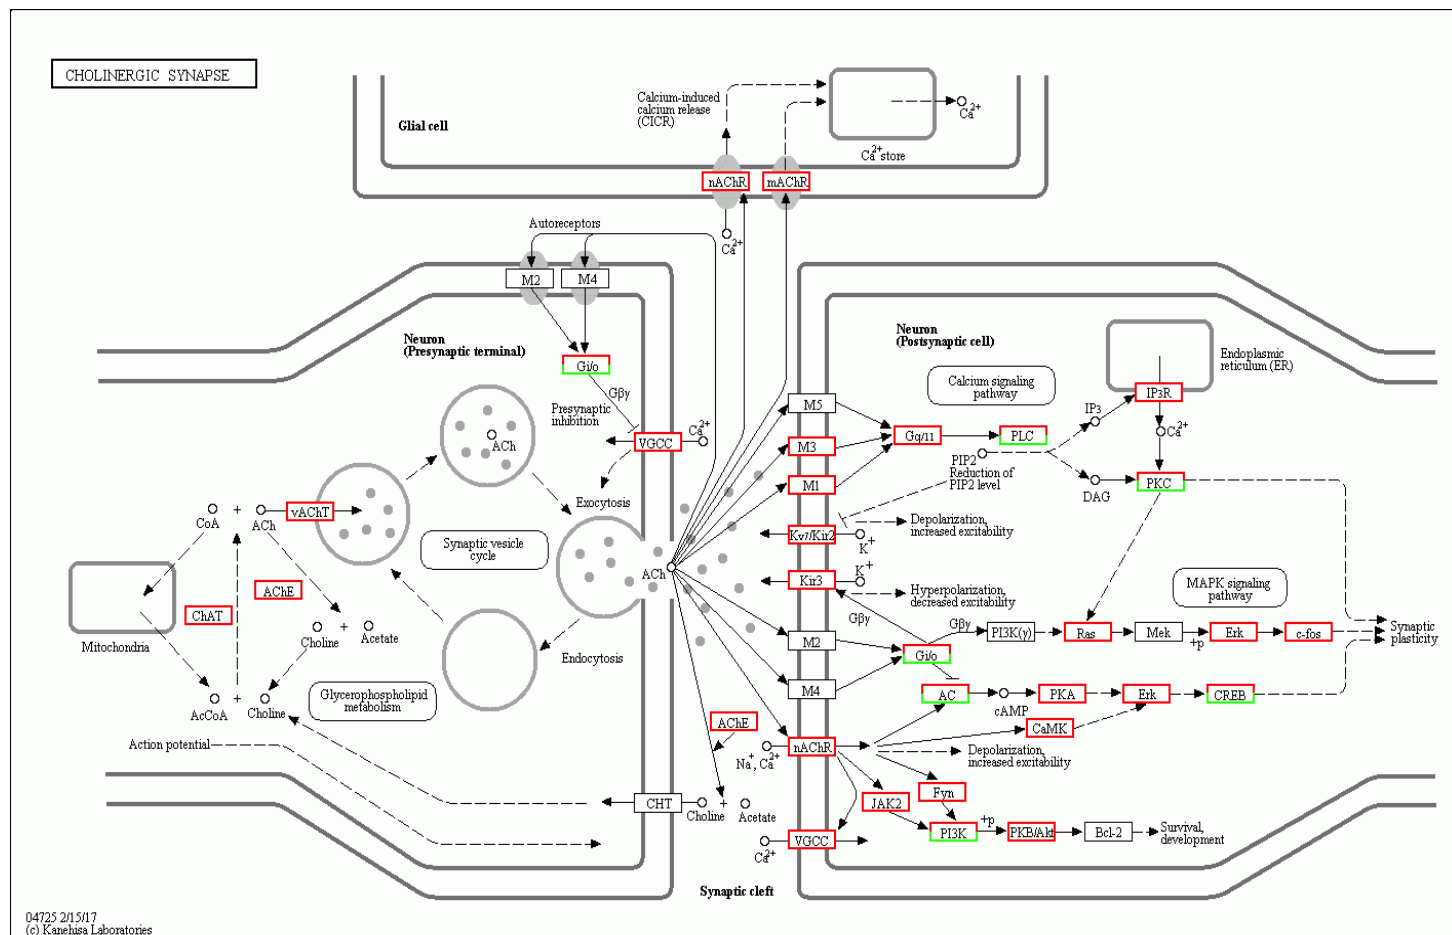 CHOLINERGIC SYNAPSE
Glial cell
Calcium-induced
calcium release
(CICR)
Ca2+
Ca2+ store
nAChR
mAChR
Ca2+
Autoreceptors
M2
M4
Neuron
(Presynaptic terminal)
Gi/o
Gβγ
Presynaptic
inhibition
VGCC
Ca2+
Exocytosis
ACh
CoA
+
ACh
vAChT
Synaptic vesicle
cycle
ACh
AChE
ChAT
Mitochondria
Choline
+
Acetate
Endocytosis
AcCoA
+
Choline
Glycerophospholipid
metabolism
Action potential
AChE
CHT
Choline
+
Acetate
Neuron
(Postsynaptic cell)
Calcium signaling
pathway
Endoplasmic
reticulum (ER)
IP3R
IP3
M5
M3
M1
Gq/11
PLC
Ca2+
PIP2
Reduction of
PIP2 level
DAG
PKC
Kv7/Kir2
K+
Depolarization,
increased excitability
Kir3
K+
Hyperpolarization,
decreased excitability
MAPK signaling
pathway
Gβγ
Gβγ
M2
M4
Gi/o
PI3K(γ)
Ras
Mek
+p
Erk
c-fos
Synaptic
plasticity
AC
cAMP
PKA
Erk
CREB
CaMK
nAChR
Na+, Ca2+
Depolarization,
increased excitability
Fyn
JAK2
PI3K
+p
PKB/Akt
Bcl-2
Survival,
development
VGCC
Ca2+
Synaptic cleft
04725 2/15/17
(c) Kanehisa Laboratories